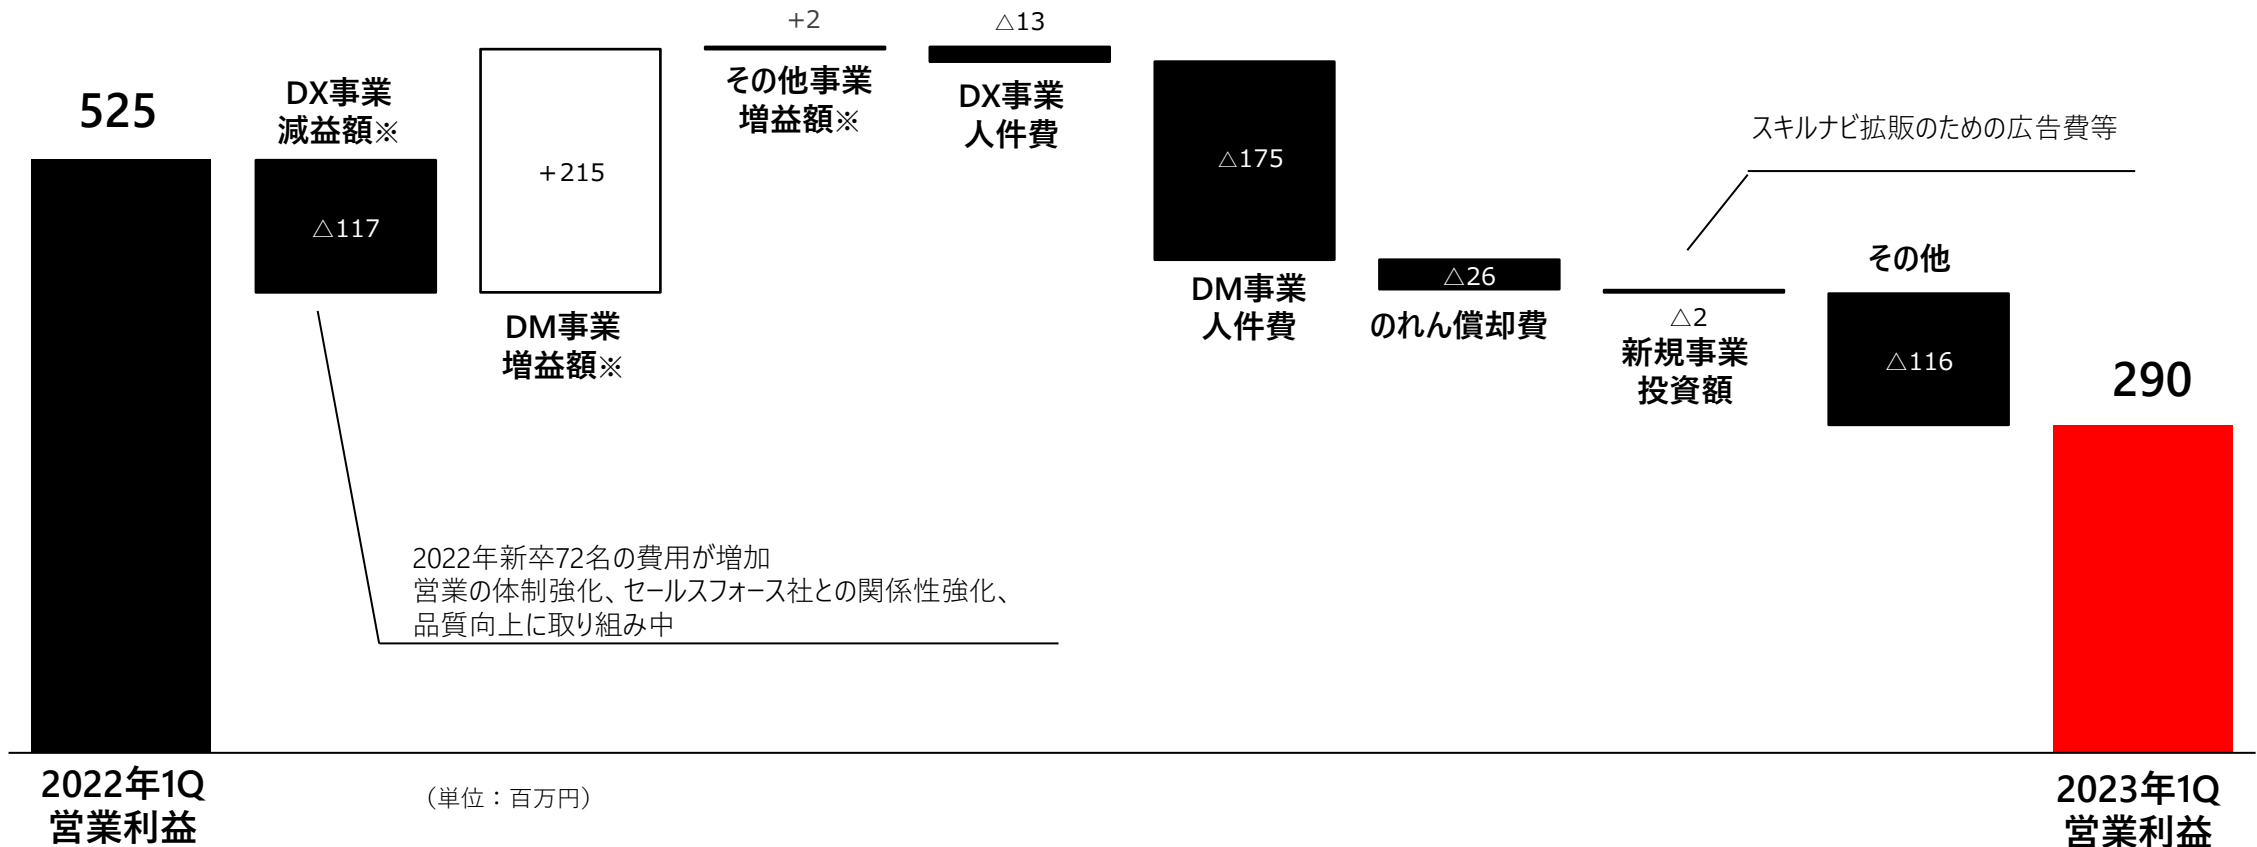 525
DX事業
減益額※
△117
+215
DM事業
増益額※
+2
その他事業
増益額※
△13
DX事業
人件費
△175
DM事業
人件費
△26
のれん償却費
スキルナビ拡販のための広告費等
△2
新規事業
投資額
その他
△116
290
2022年新卒72名の費用が増加
営業の体制強化、セールスフォース社との関係性強化、
品質向上に取り組み中
2022年1Q
営業利益
（単位：百万円）
2023年1Q
営業利益